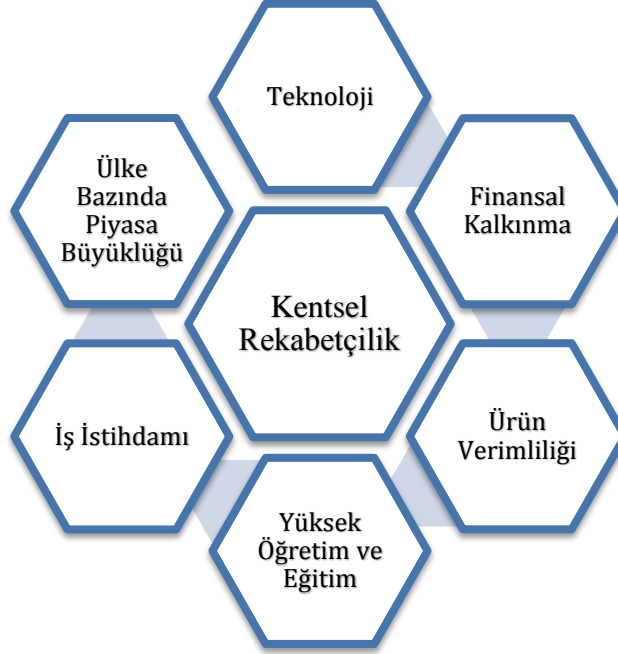 Teknoloji
Ülke
Bazında
Piyasa
Büyüklüğü
Finansal
Kalkınma
Kentsel
Rekabetçilik
İş İstihdamı
Ürün
Verimliliği
Yüksek
Öğretim ve
Eğitim